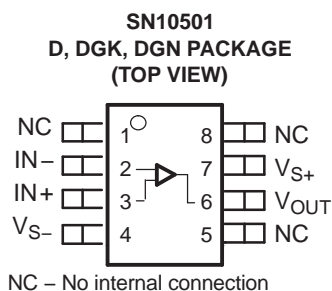 SN10501
D, DGK, DGN PACKAGE
(TOP VIEW)
NC 1 8 NC
IN− 2 7 VS+
IN+ 3 6 VOUT
VS− 4 5 NC
NC − No internal connection